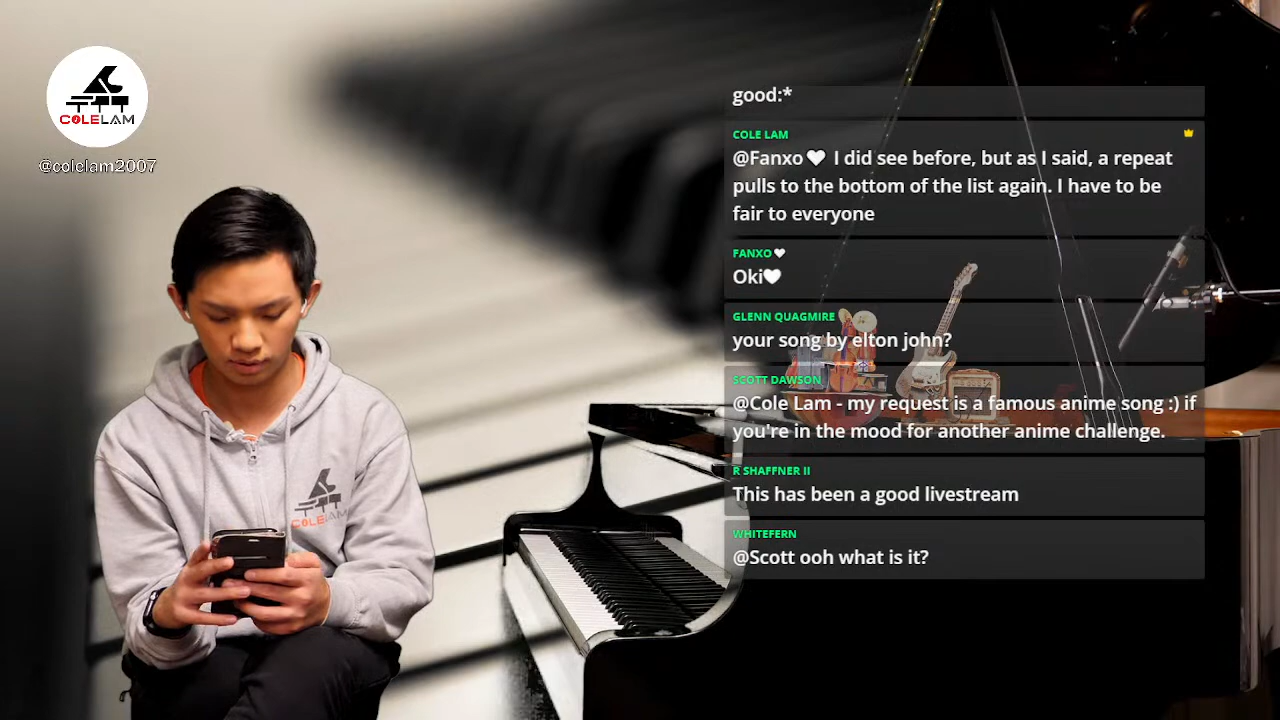 COLELAM
@colelam2007
COLELAM
good:*
COLE LAM
@Fanxo🤍 I did see before, but as I said, a repeat
pulls to the bottom of the list again. I have to be
fair to everyone
FANXO🤍
Oki🤍
GLENN QUAGMIRE
your song by elton john?
SCOTT DAWSON
@Cole Lam - my request is a famous anime song :) if
you're in the mood for another anime challenge.
R SHAFFNER II
This has been a good livestream
WHITEFERN
@Scott ooh what is it?